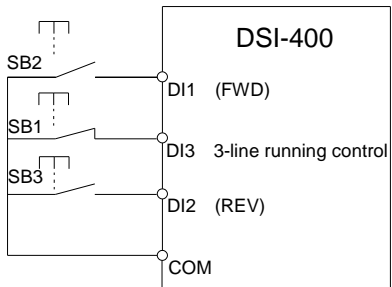 DSI-400
SB2
DI1 (FWD)
SB1
DI3 3-line running control
SB3
DI2 (REV)
COM